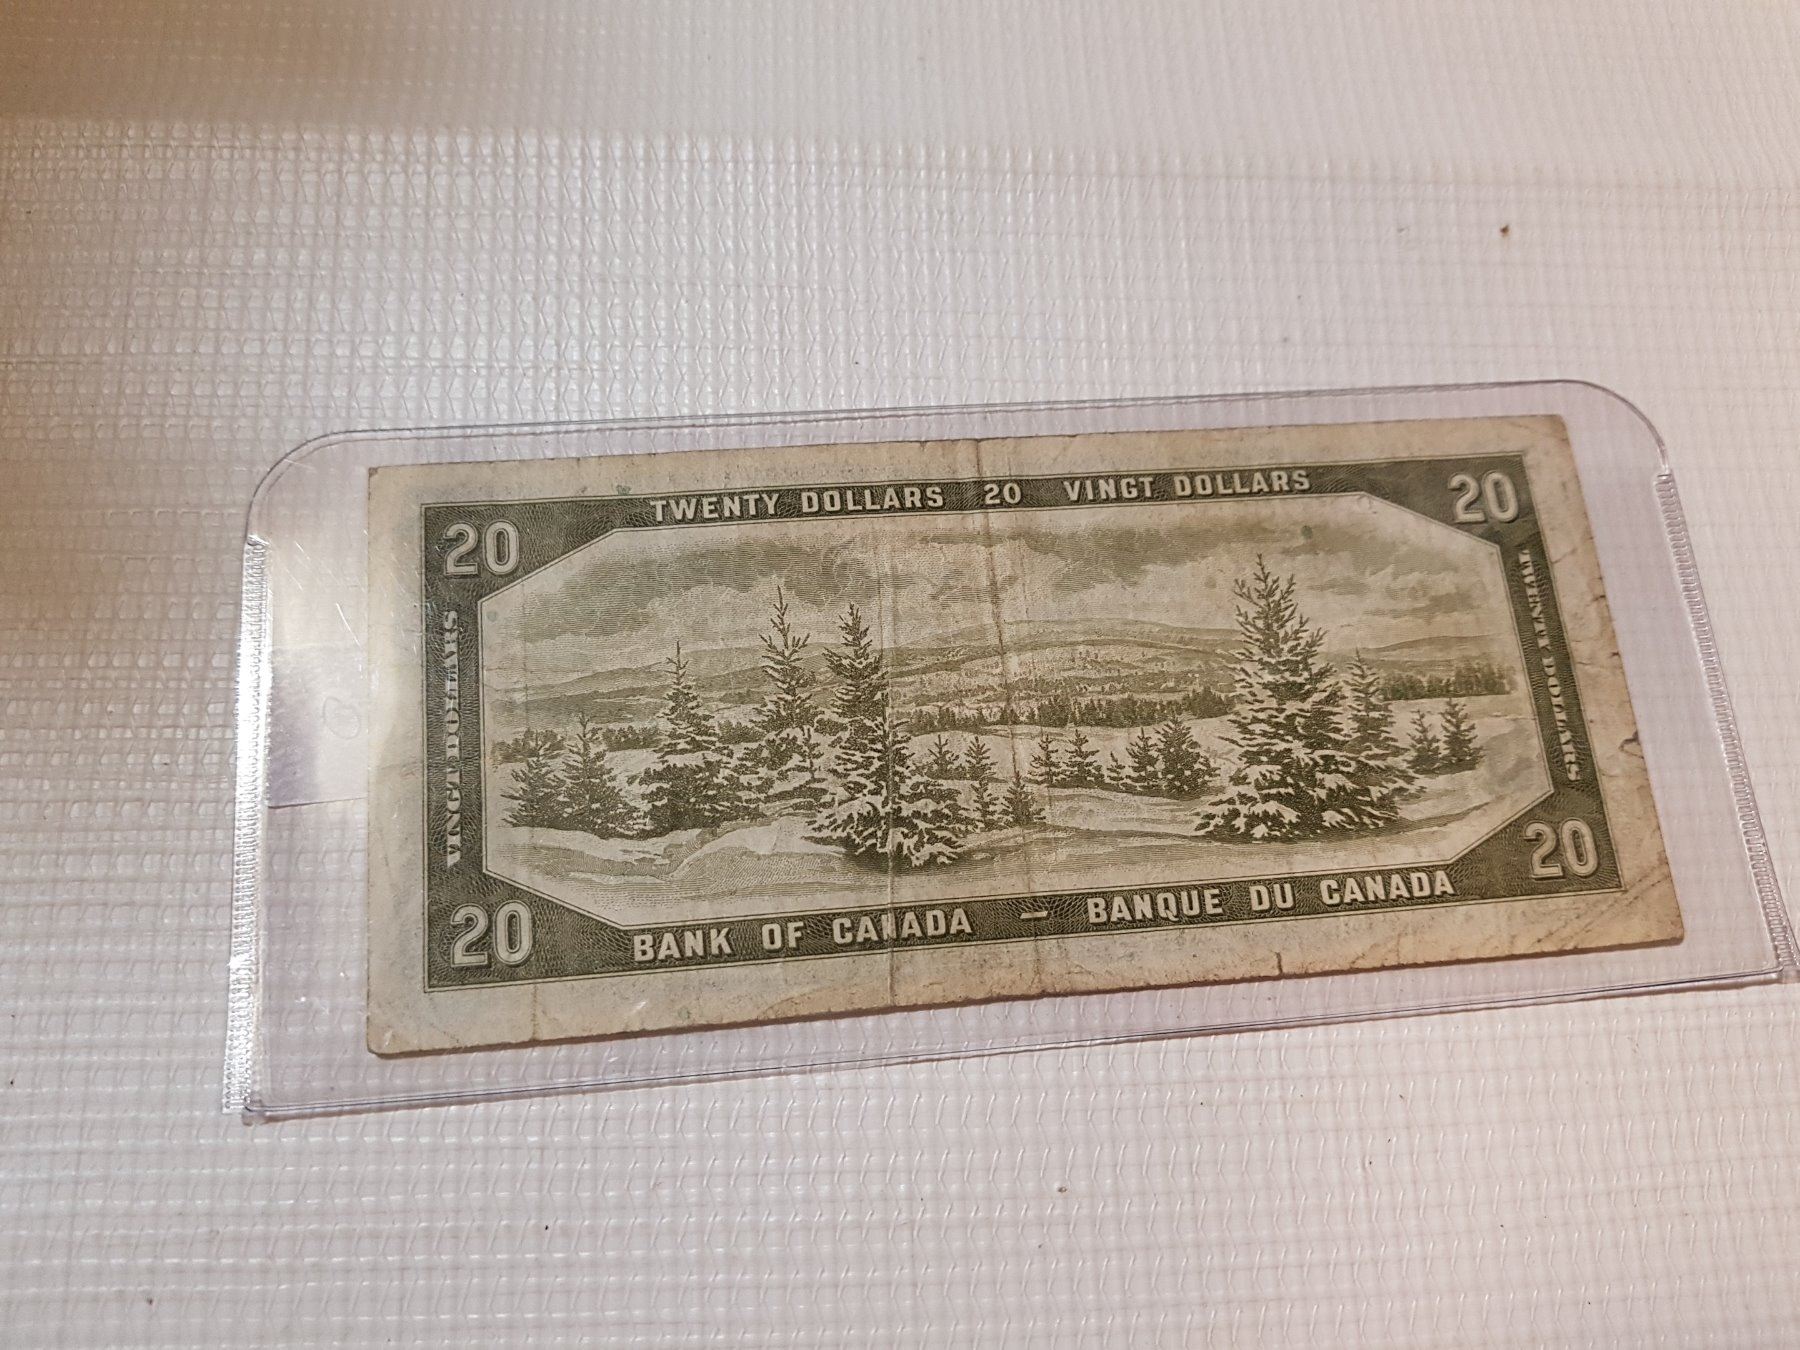 TWENTY DOLLARS 20 VINGT DOLLARS
20
20
VINGT DOLLARS
TWENTY DOLLARS
20
20
BANK OF CANADA — BANQUE DU CANADA